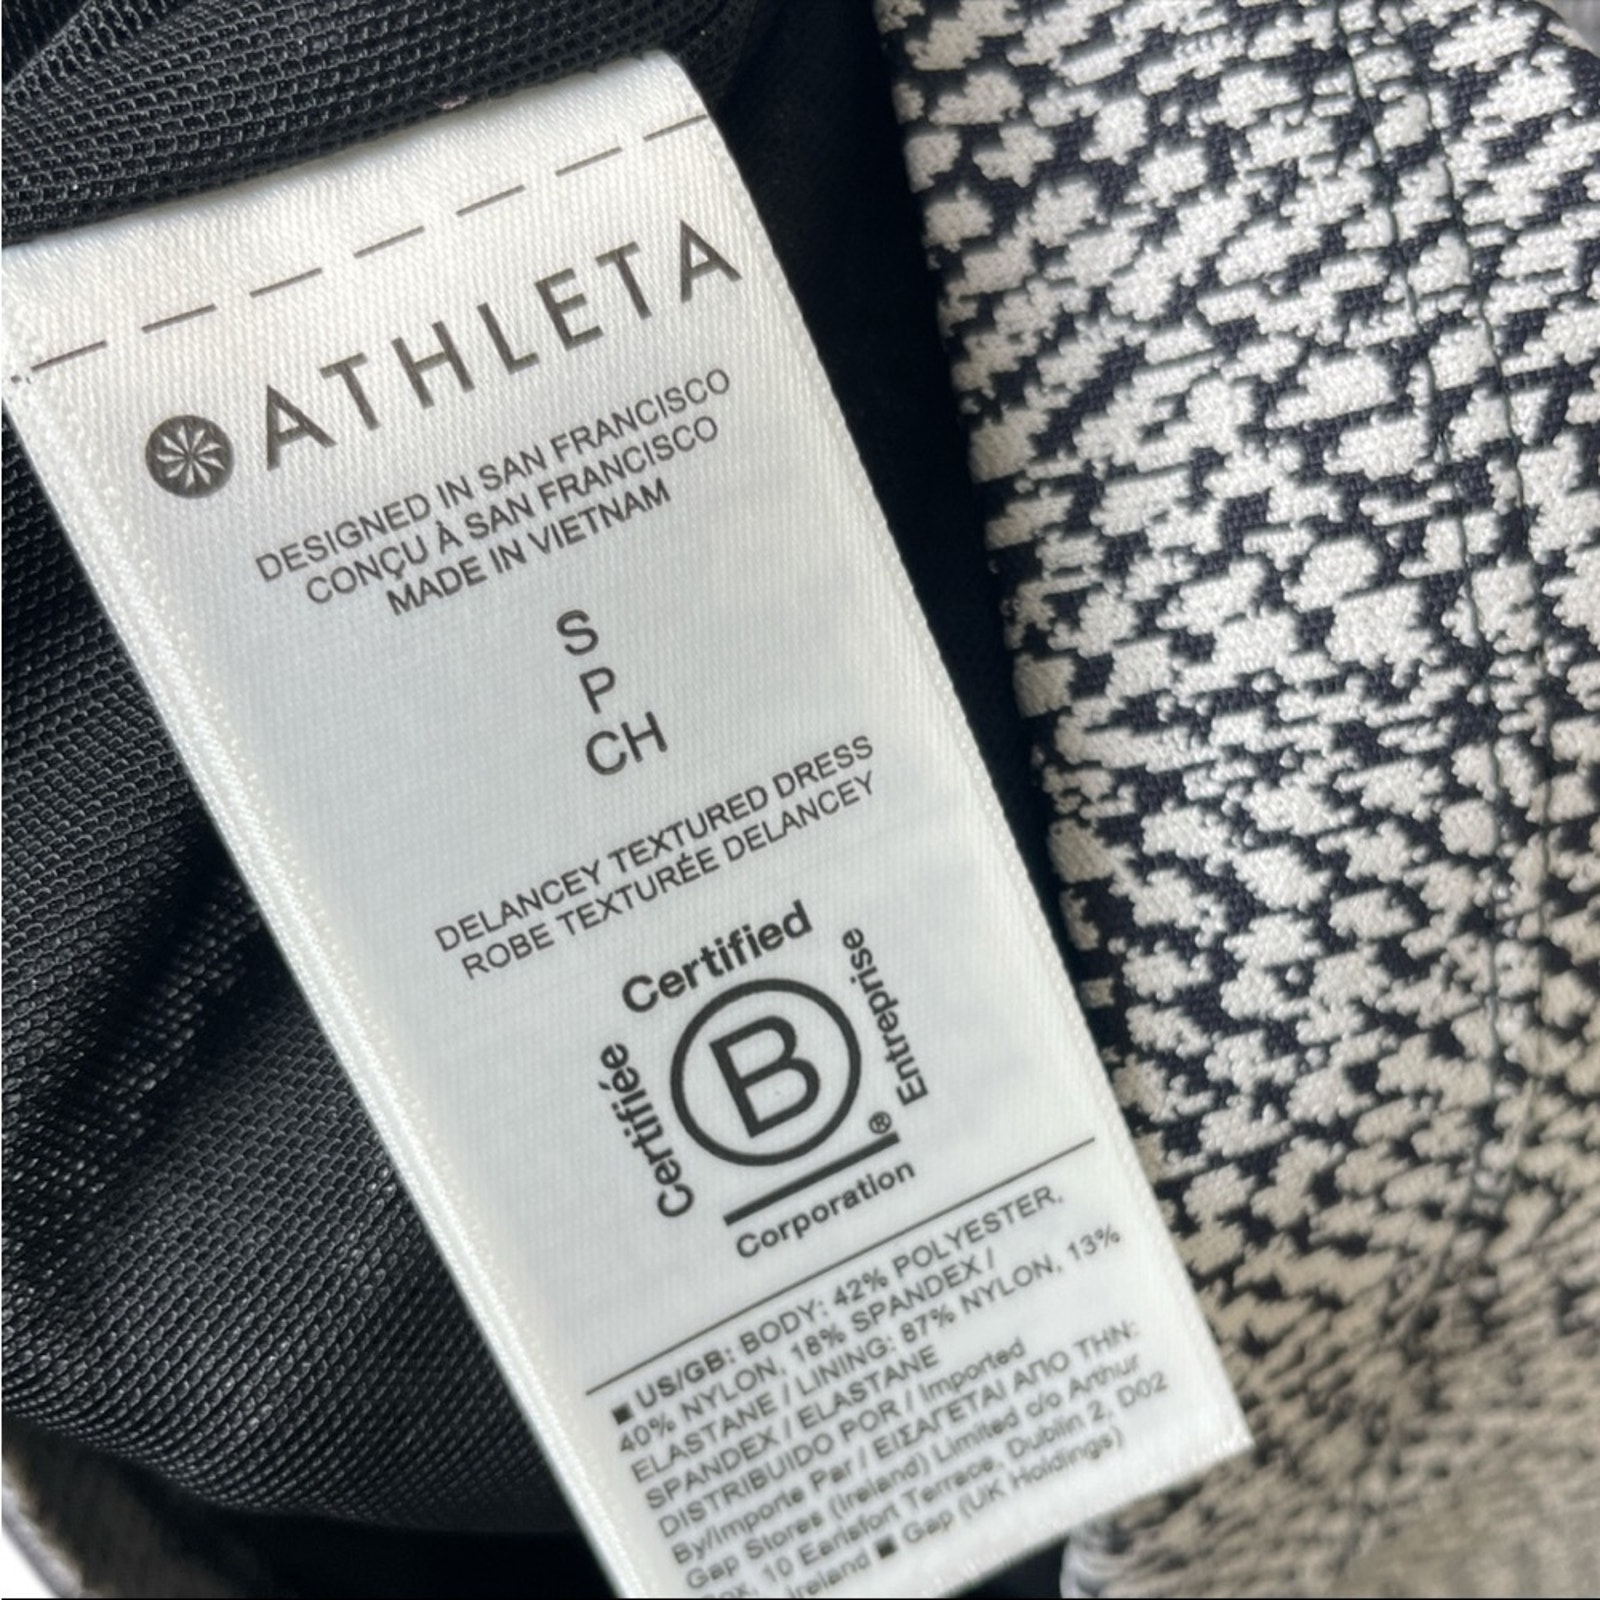 ATHLETA
DESIGNED IN SAN FRANCISCO
CONÇU À SAN FRANCISCO
MADE IN VIETNAM
S
P
CH
DELANCEY TEXTURED DRESS
ROBE TEXTURÉE DELANCEY
Certified
Certifiée
B
Entreprise
®
Corporation
■ US/GB: BODY: 42% POLYESTER,
40% NYLON, 18% SPANDEX /
ELASTANE / LINING: 87% NYLON, 13%
SPANDEX / ELASTANE
DISTRIBUIDO POR / Imported
By/Importe Par / ΕΙΣΑΓΕΤΑΙ ΑΠΟ ΤΗΝ:
Gap Stores (Ireland) Limited c/o Arthur
10 Earlsfort Terrace, Dublin 2, D02
Ireland ■ Gap (UK Holdings)